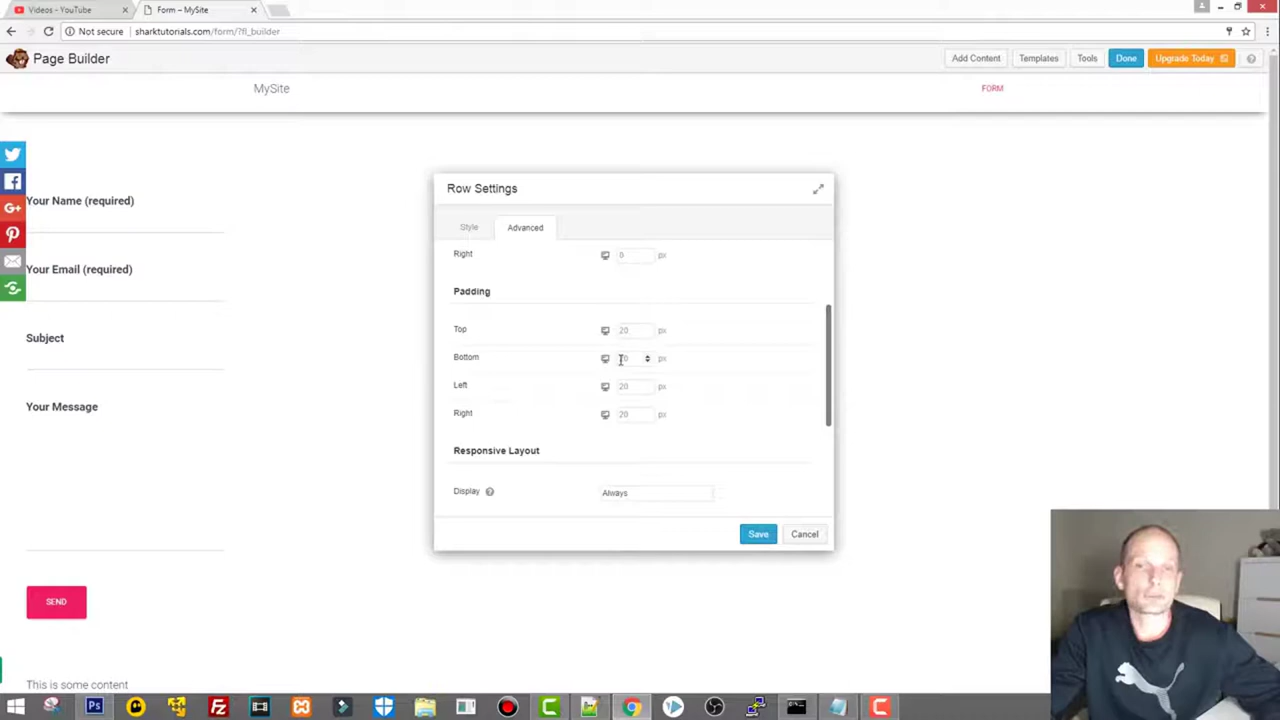 Videos - YouTube
Form – MySite
Not secure
sharktutorials.com/form/?fl_builder
Page Builder
Add Content
Templates
Tools
Done
Upgrade Today
MySite
FORM
Your Name (required)
Your Email (required)
Subject
Your Message
SEND
This is some content
Row Settings
Style
Advanced
Right
0
px
Padding
Top
20
px
Bottom
px
Left
20
px
Right
20
px
Responsive Layout
Display
Always
Save
Cancel